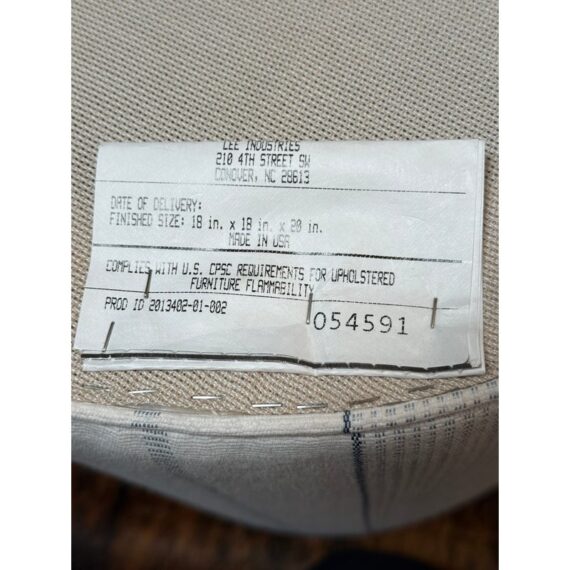 LEE INDUSTRIES
210 4TH STREET SW
CONOVER, NC 28613
DATE OF DELIVERY:
FINISHED SIZE: 18 in. x 18 in. x 20 in.
MADE IN USA
COMPLIES WITH U.S. CPSC REQUIREMENTS FOR UPHOLSTERED
FURNITURE FLAMMABILITY
PROD ID 2013402-01-002
054591